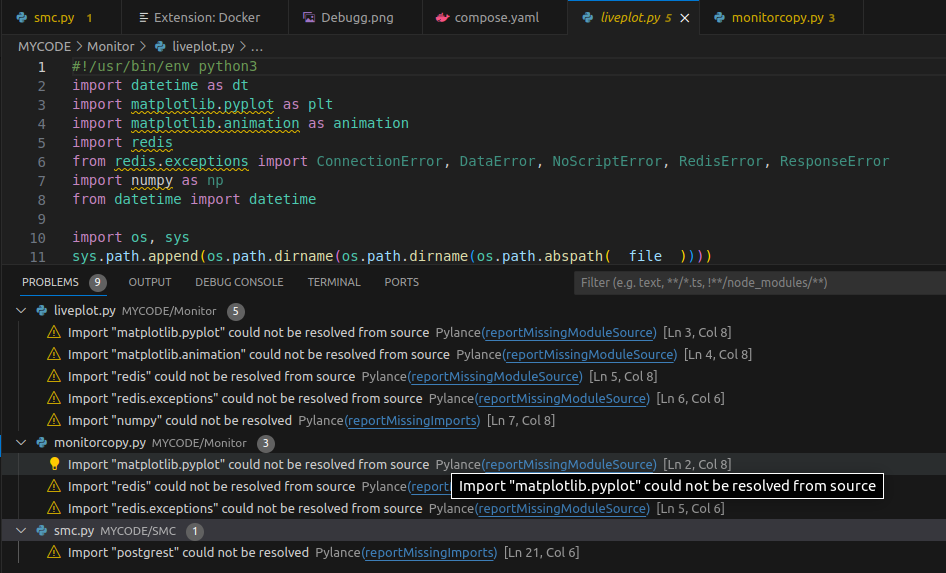 smc.py 1 Extension: Docker Debugg.png compose.yaml liveplot.py 5 monitorcopy.py 3
MYCODE > Monitor > liveplot.py > ...
1 #!/usr/bin/env python3
2 import datetime as dt
3 import matplotlib.pyplot as plt
4 import matplotlib.animation as animation
5 import redis
6 from redis.exceptions import ConnectionError, DataError, NoScriptError, RedisError, ResponseError
7 import numpy as np
8 from datetime import datetime
9
10 import os, sys
11 sys.path.append(os.path.dirname(os.path.dirname(os.path.abspath(__file__))))
PROBLEMS 9 OUTPUT DEBUG CONSOLE TERMINAL PORTS Filter (e.g. text, **/*.ts, !**/node_modules/**)
liveplot.py MYCODE/Monitor 5
Import "matplotlib.pyplot" could not be resolved from source Pylance(reportMissingModuleSource) [Ln 3, Col 8]
Import "matplotlib.animation" could not be resolved from source Pylance(reportMissingModuleSource) [Ln 4, Col 8]
Import "redis" could not be resolved from source Pylance(reportMissingModuleSource) [Ln 5, Col 8]
Import "redis.exceptions" could not be resolved from source Pylance(reportMissingModuleSource) [Ln 6, Col 6]
Import "numpy" could not be resolved Pylance(reportMissingImports) [Ln 7, Col 8]
monitorcopy.py MYCODE/Monitor 3
Import "matplotlib.pyplot" could not be resolved from source Pylance(reportMissingModuleSource) [Ln 2, Col 8]
Import "redis" could not be resolved from source Pylance(report
Import "matplotlib.pyplot" could not be resolved from source
Import "redis.exceptions" could not be resolved from source Pylance(reportMissingModuleSource) [Ln 5, Col 6]
smc.py MYCODE/SMC 1
Import "postgrest" could not be resolved Pylance(reportMissingImports) [Ln 21, Col 6]